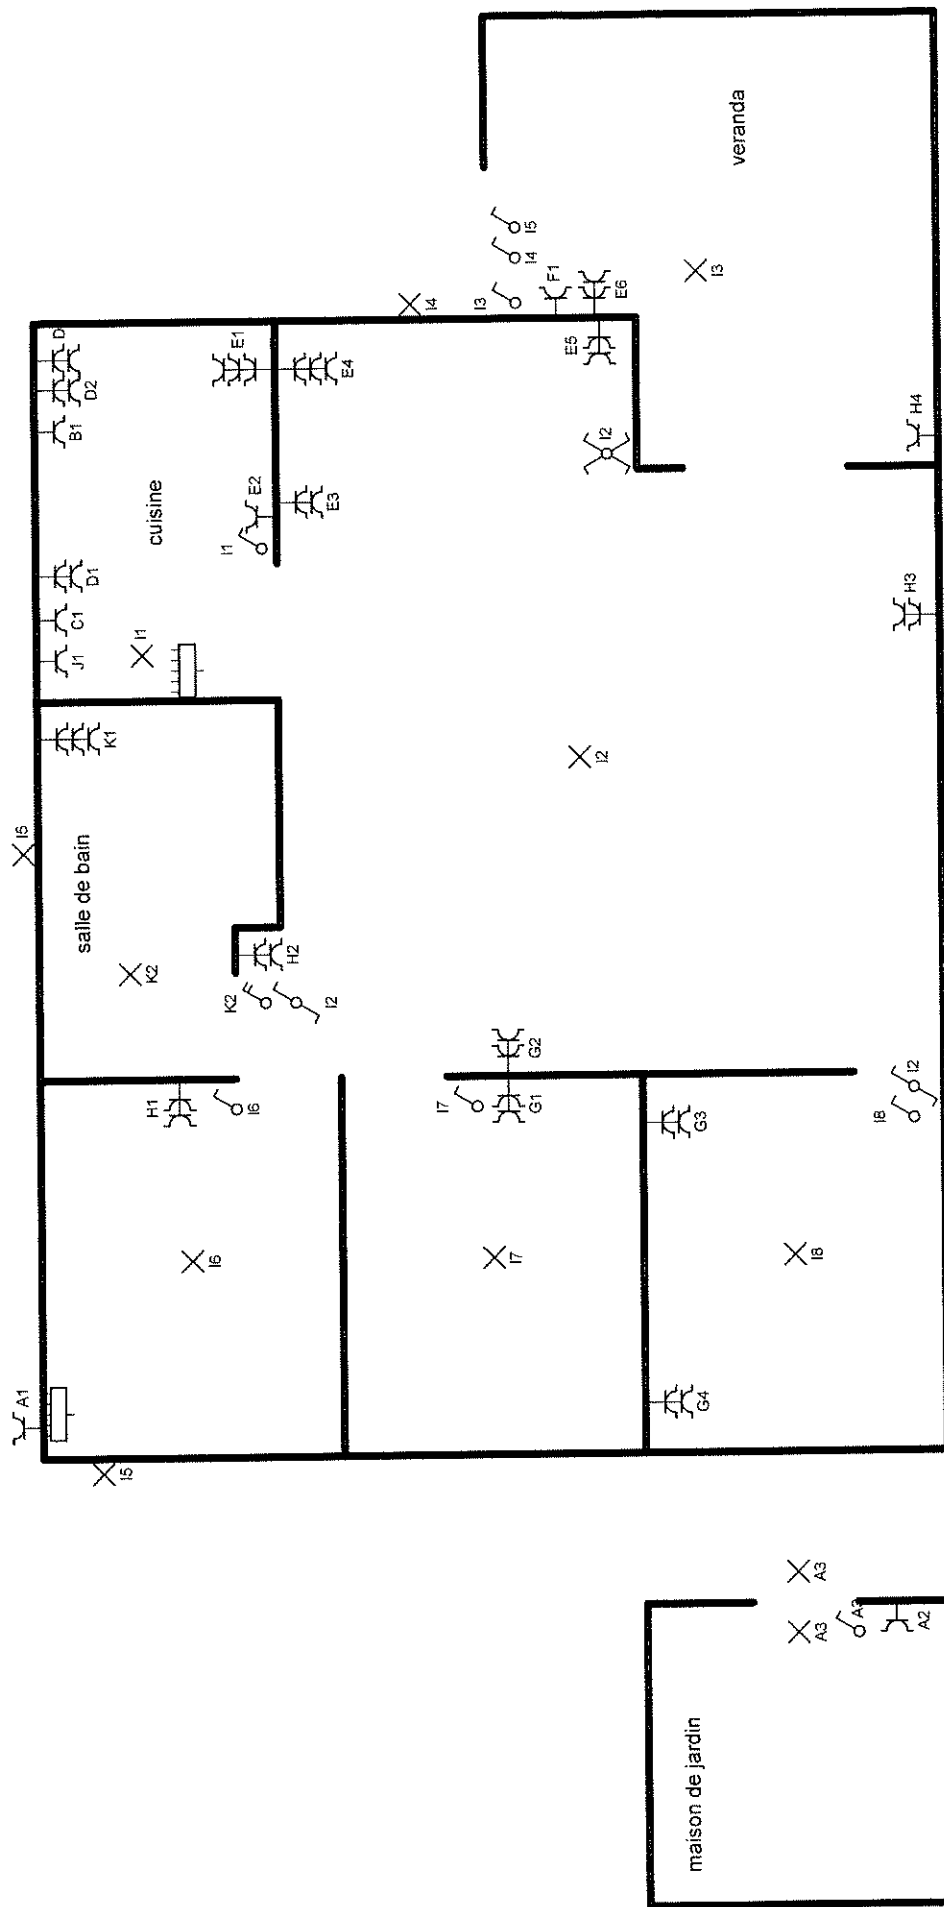 veranda
I5
I4
I3
F1
E6
I3
I4
E5
D
D2
B1
E1
E4
cuisine
E2
E3
I1
I2
H4
D1
C1
J1
I1
H3
K1
I2
I5
salle de bain
K2
H2
K2
I2
G2
H1
I6
I7
G1
I2
I8
G3
I6
I7
I8
A1
G4
I5
A3
A3
A3
A2
maison de jardin